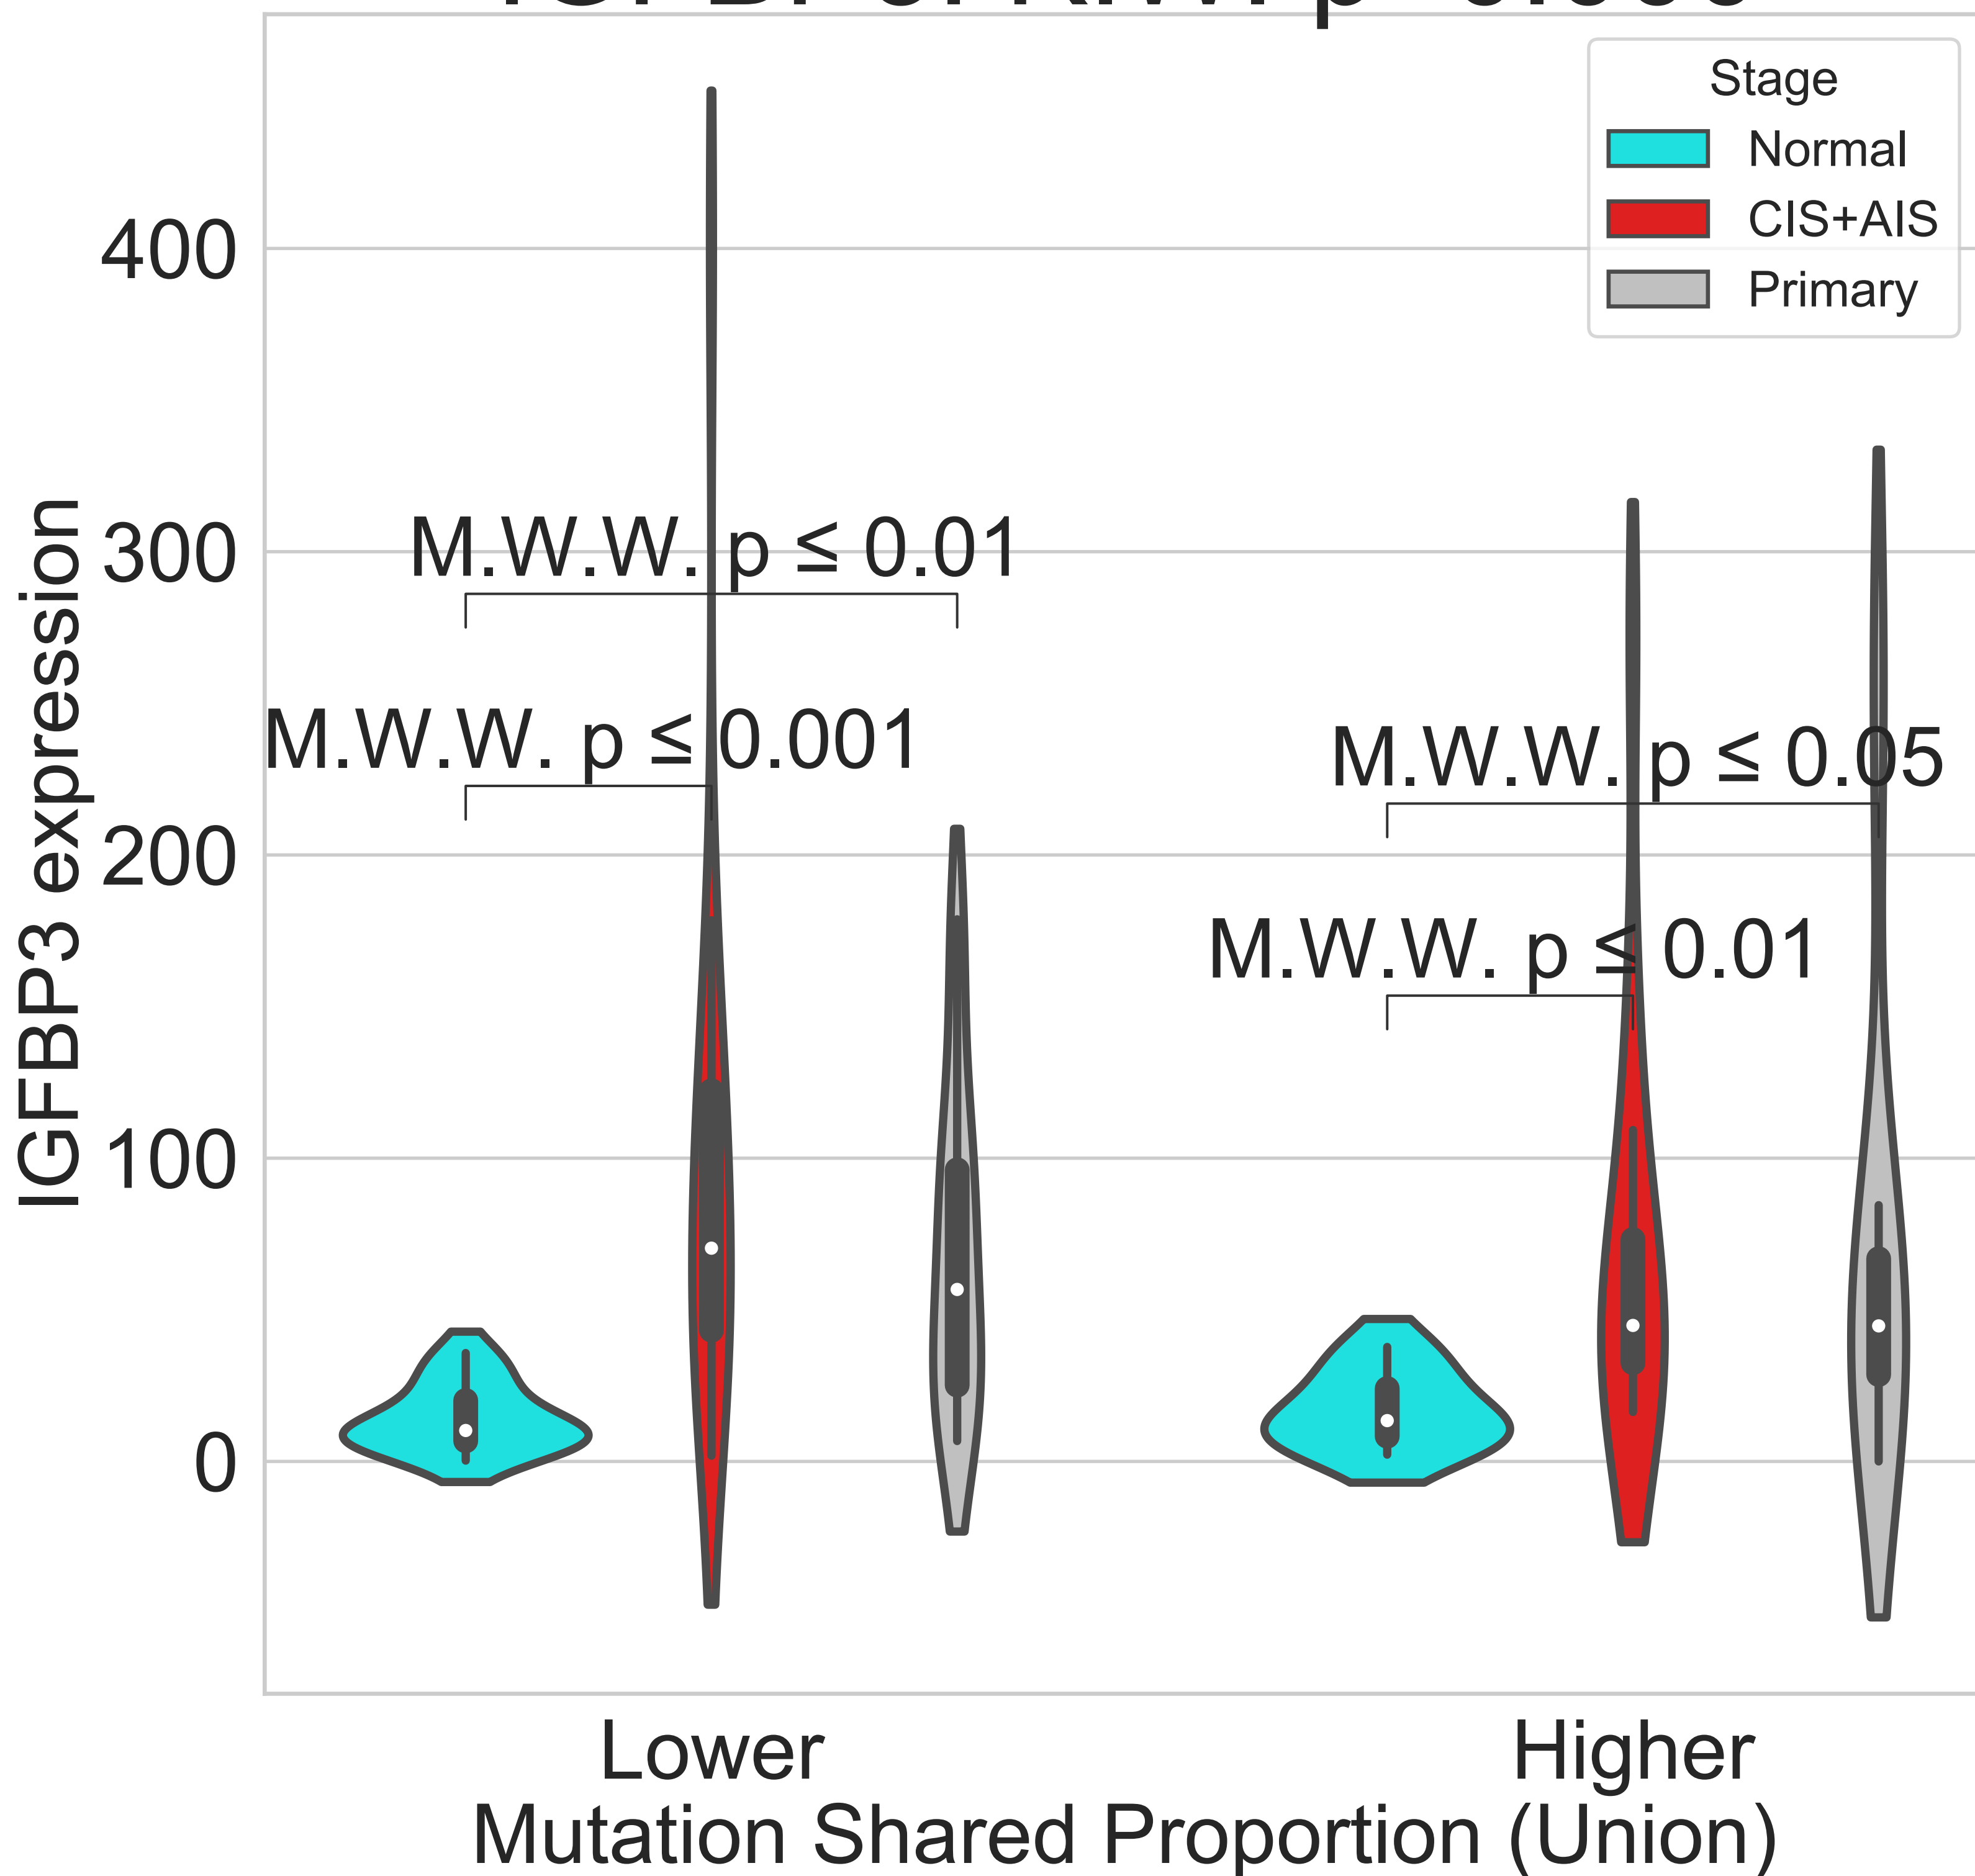 Stage
Normal
CIS+AIS
Primary
400
300
200
100
0
IGFBP3 expression
M.W.W. p ≤ 0.01
M.W.W. p ≤ 0.001
M.W.W. p ≤ 0.05
M.W.W. p ≤ 0.01
Lower
Higher
Mutation Shared Proportion (Union)